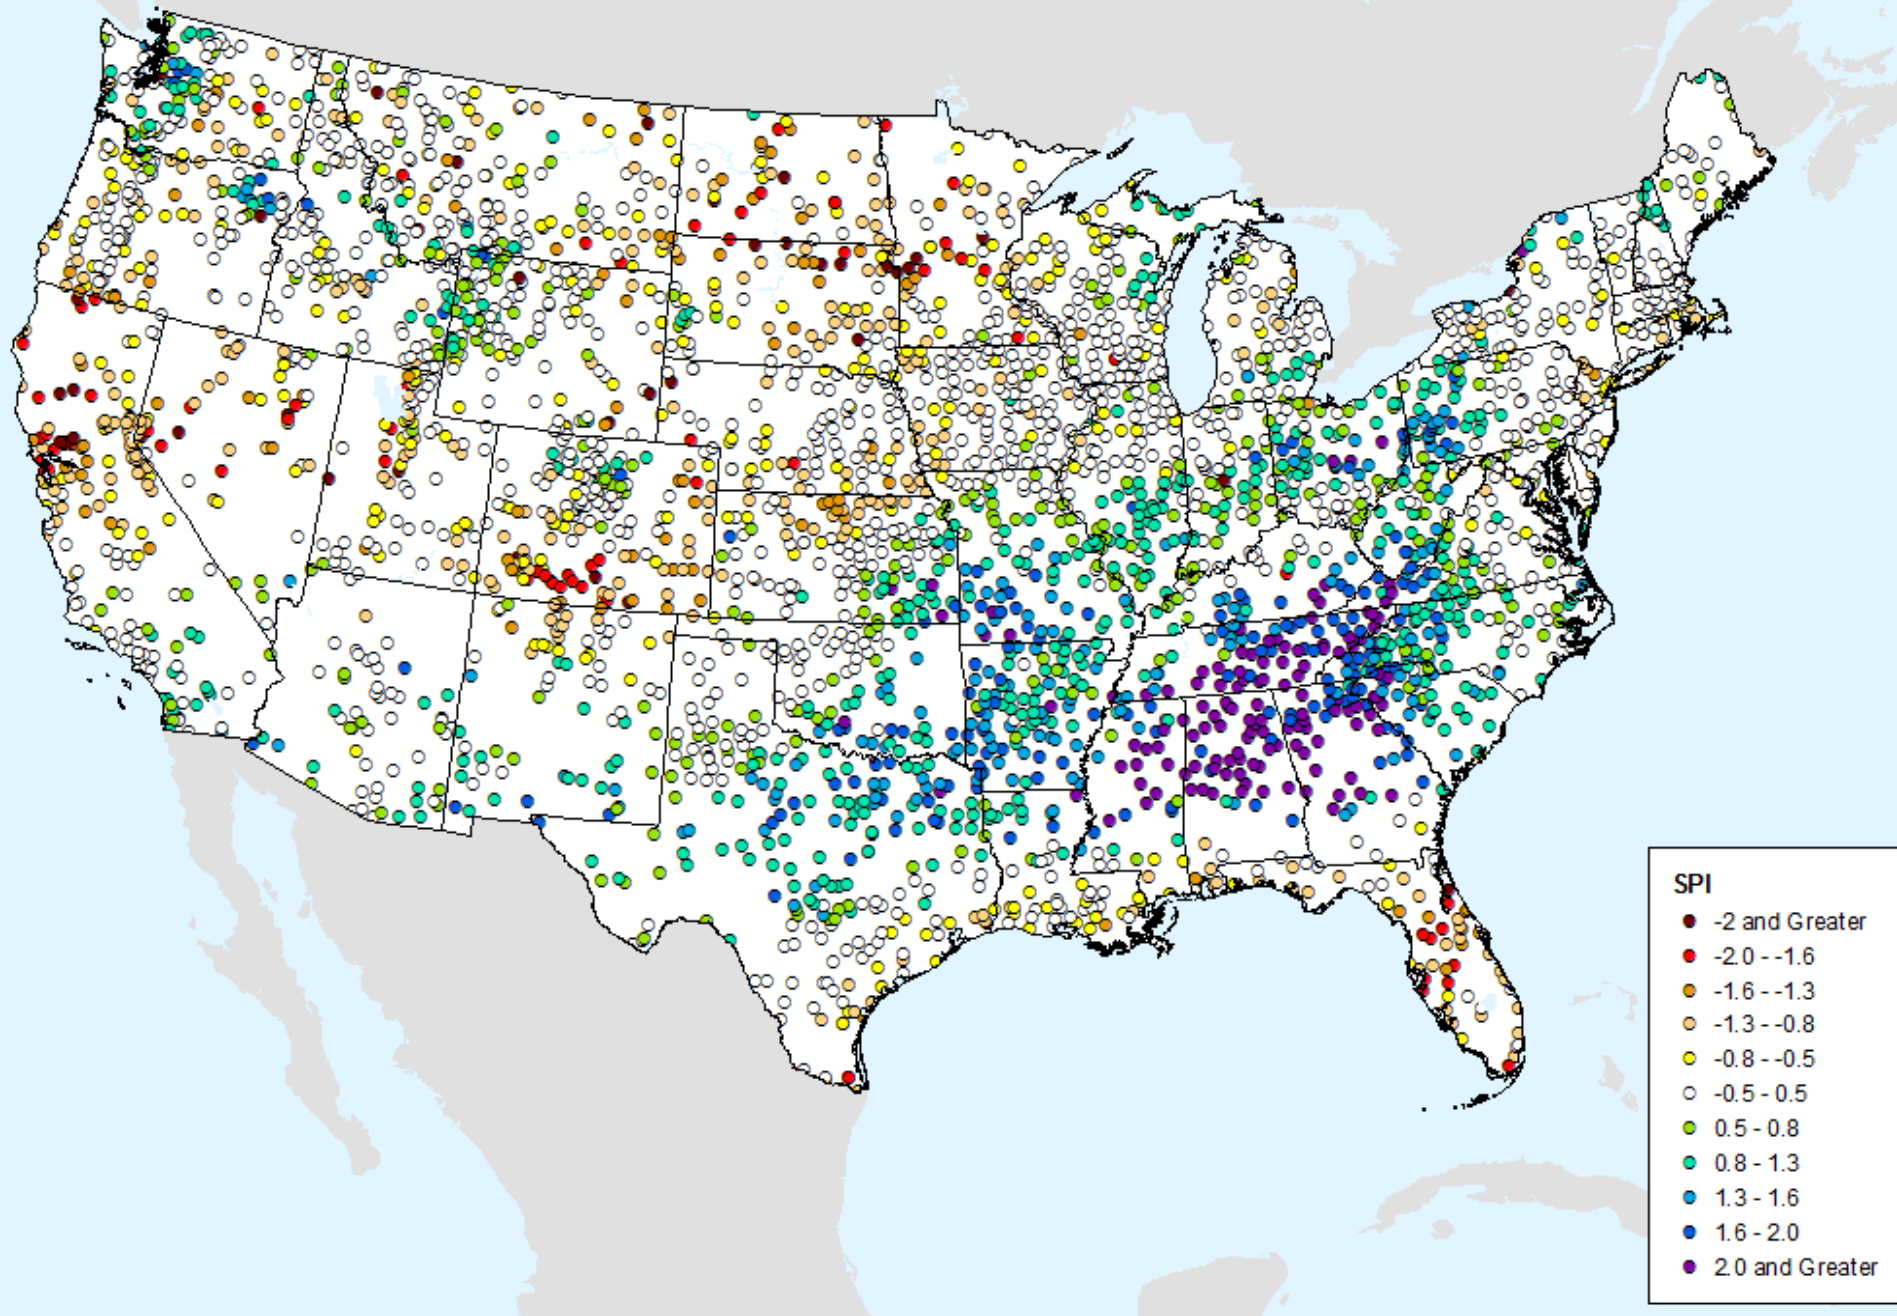 SPI
-2 and Greater
-2.0 - -1.6
-1.6 - -1.3
-1.3 - -0.8
-0.8 - -0.5
-0.5 - 0.5
0.5 - 0.8
0.8 - 1.3
1.3 - 1.6
1.6 - 2.0
2.0 and Greater